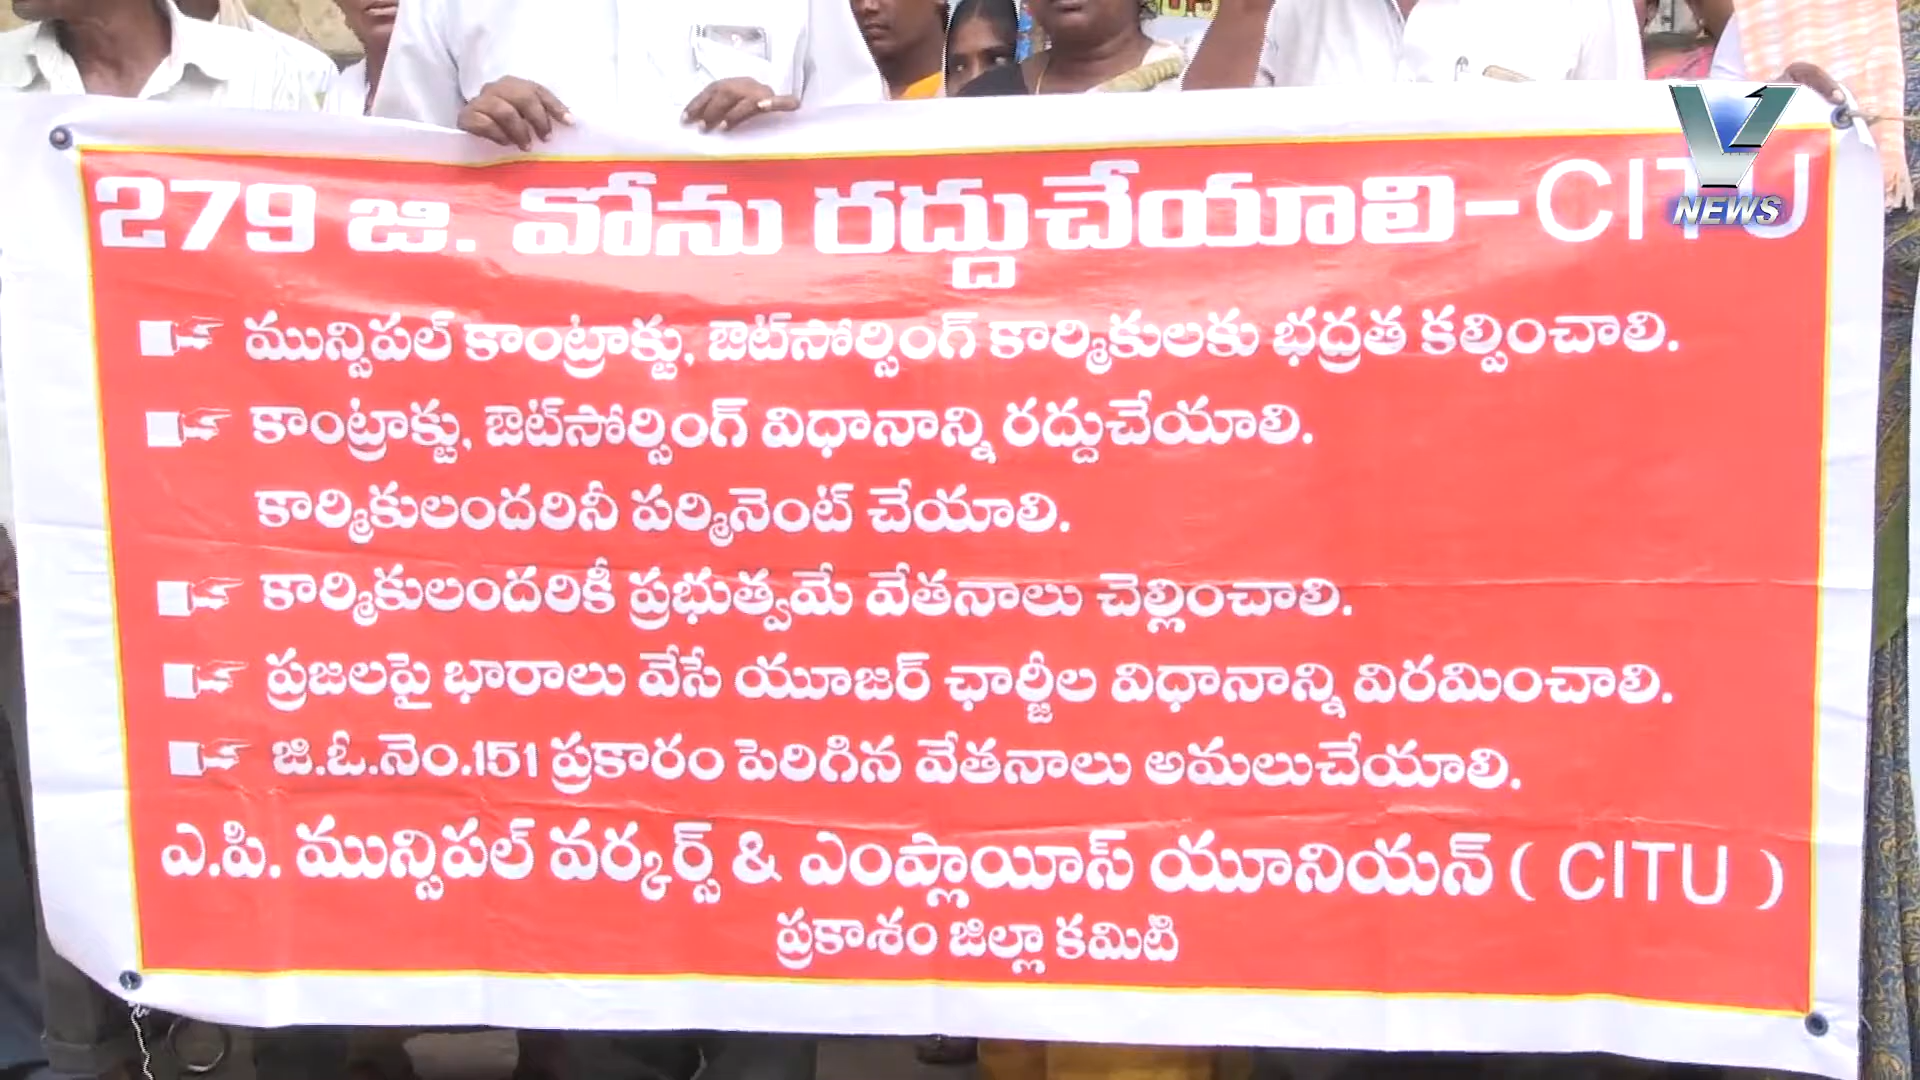 279 జి. వోను రద్దుచేయాలి - CITU
మున్సిపల్ కాంట్రాక్టు, ఔట్‌సోర్సింగ్ కార్మికులకు భద్రత కల్పించాలి.
కాంట్రాక్టు, ఔట్‌సోర్సింగ్ విధానాన్ని రద్దుచేయాలి.
కార్మికులందరినీ పర్మినెంట్ చేయాలి.
కార్మికులందరికీ ప్రభుత్వమే వేతనాలు చెల్లించాలి.
ప్రజలపై భారాలు వేసే యూజర్ ఛార్జీల విధానాన్ని విరమించాలి.
జి.ఓ.నెం.151 ప్రకారం పెరిగిన వేతనాలు అమలుచేయాలి.
ఎ.పి. మున్సిపల్ వర్కర్స్ & ఎంప్లాయీస్ యూనియన్ ( CITU )
ప్రకాశం జిల్లా కమిటి
V1
NEWS